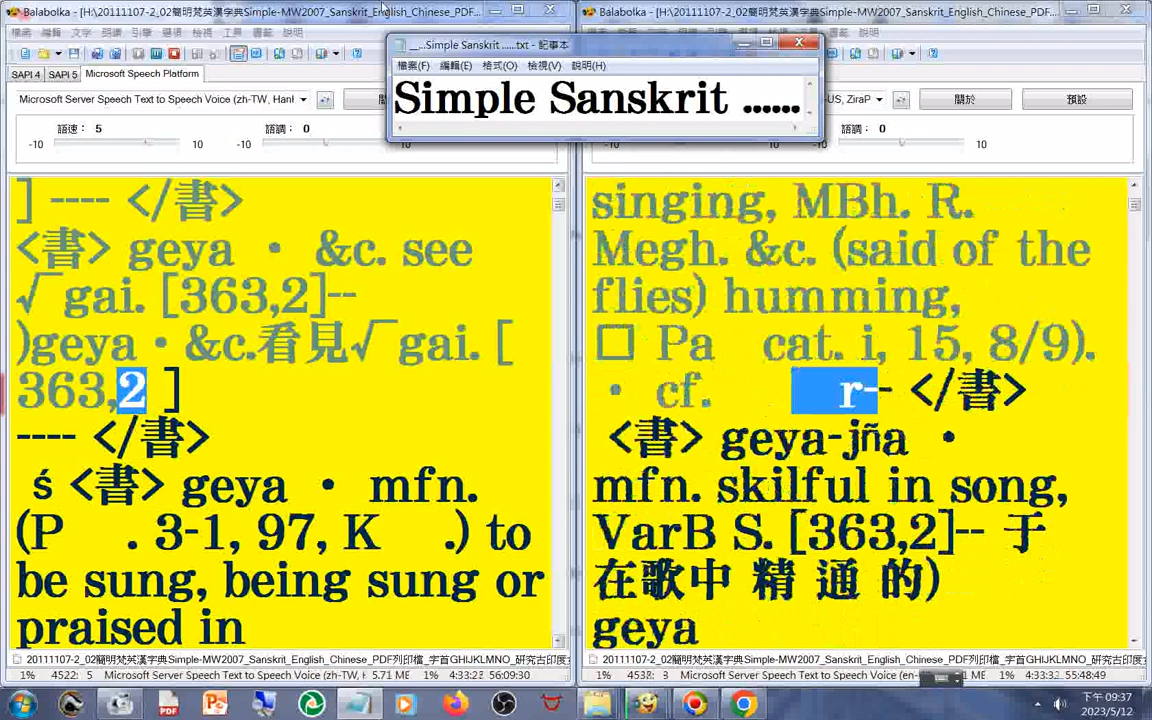 Balabolka - [H:\20111107-2_02簡明梵英漢字典Simple-MW2007_Sanskrit_English_Chinese_PDF...
Balabolka - [H:\20111107-2_02簡明梵英漢字典Simple-MW2007_Sanskrit_English_Chinese_PDF...
__...Simple Sanskrit ......txt - 記事本
檔案(F) 編輯(E) 格式(O) 檢視(V) 說明(H)
Simple Sanskrit ......
SAPI 4 SAPI 5 Microsoft Speech Platform
Microsoft Server Speech Text to Speech Voice (zh-TW, Han
-US, ZiraP
關於
預設
語速： 5
語調： 0
語調： 0
-10 10 -10
-10 10
] ---- </書>
<書> geya • &c. see
√ gai. [363,2]--
)geya • &c.看見√ gai. [
363,2 ]
---- </書>
ś <書> geya • mfn.
(P . 3-1, 97, K .) to
be sung, being sung or
praised in
singing, MBh. R.
Megh. &c. (said of the
flies) humming,
□ Pa cat. i, 15, 8/9).
• cf. r-- </書>
<書> geya-jña •
mfn. skilful in song,
VarB S. [363,2]-- 于
在歌中 精 通 的)
geya
20111107-2_02簡明梵英漢字典Simple-MW2007_Sanskrit_English_Chinese_PDF列印檔_字首GHIJKLMNO_研究古印度
20111107-2_02簡明梵英漢字典Simple-MW2007_Sanskrit_English_Chinese_PDF列印檔_字首GHIJKLMNO_研究古印度
1% 4522: 5 Microsoft Server Speech Text to Speech Voice (zh-TW, 5.71 ME 1% 4:33:23 56:09:30
1% 4538: 3 Microsoft Server Speech Text to Speech Voice 1% 4:33:32 55:48:49
下午 09:37
2023/5/12